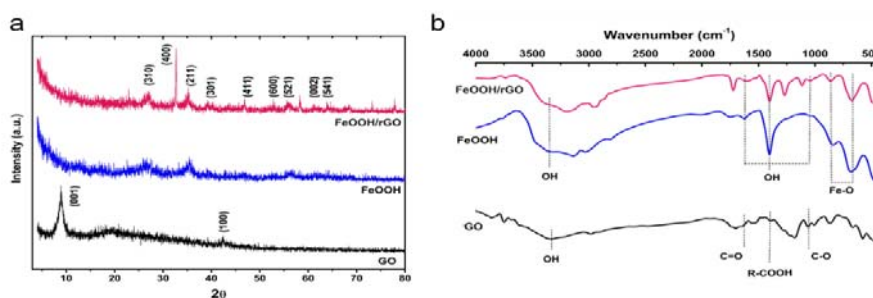 a
Intensity (a.u.)
(310)
(400)
(211)
(301)
(411)
(600)
(521)
(002)
(541)
FeOOH/rGO
FeOOH
(001)
(100)
GO
10 20 30 40 50 60 70 80
2θ
b
Wavenumber (cm⁻¹)
4000 3500 3000 2500 2000 1500 1000 500
FeOOH/rGO
FeOOH
OH
OH
Fe-O
GO
OH
C=O
R-COOH
C-O